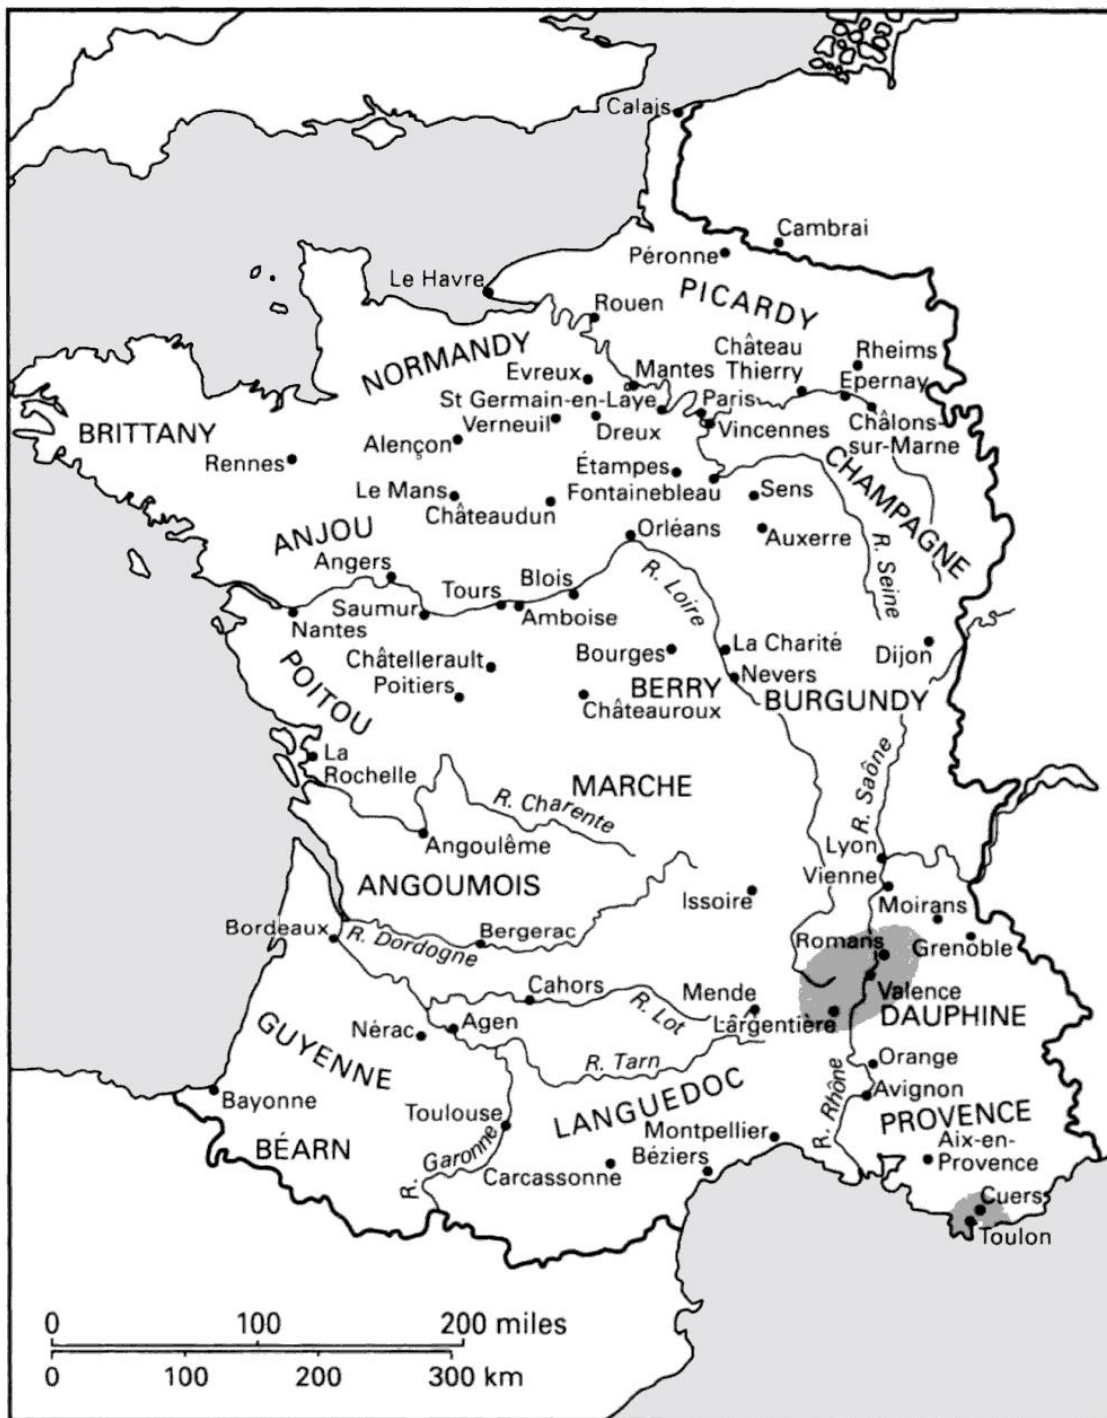 Calais
Cambrai
Péronne
Le Havre
PICARDY
Rouen
NORMANDY
Château
Thierry
Rheims
Mantes
Evreux
Epernay
St Germain-en-Laye
Paris
BRITTANY
Verneuil
Dreux
Vincennes
Châlons-
sur-Marne
Alençon
Rennes
Étampes
CHAMPAGNE
Le Mans
Fontainebleau
Sens
Châteaudun
ANJOU
Orléans
Auxerre
R. Seine
Angers
Tours
Blois
R. Loire
Saumur
Amboise
Nantes
La Charité
Dijon
Châtellerault
Bourges
POITOU
Poitiers
BERRY
Nevers
BURGUNDY
Châteauroux
La
Rochelle
MARCHE
R. Saône
R. Charente
Angoulême
Lyon
Vienne
ANGOUMOIS
Issoire
Moirans
Bordeaux
R. Dordogne
Bergerac
Romans
Grenoble
Cahors
Mende
Valence
GUYENNE
R. Lot
Lârgentière
DAUPHINE
Nérac
Agen
R. Tarn
Orange
Bayonne
Toulouse
LANGUEDOC
R. Rhône
Avignon
BÉARN
R. Garonne
Montpellier
PROVENCE
Carcassonne
Béziers
Aix-en-
Provence
Cuers
Toulon
0 100 200 miles
0 100 200 300 km